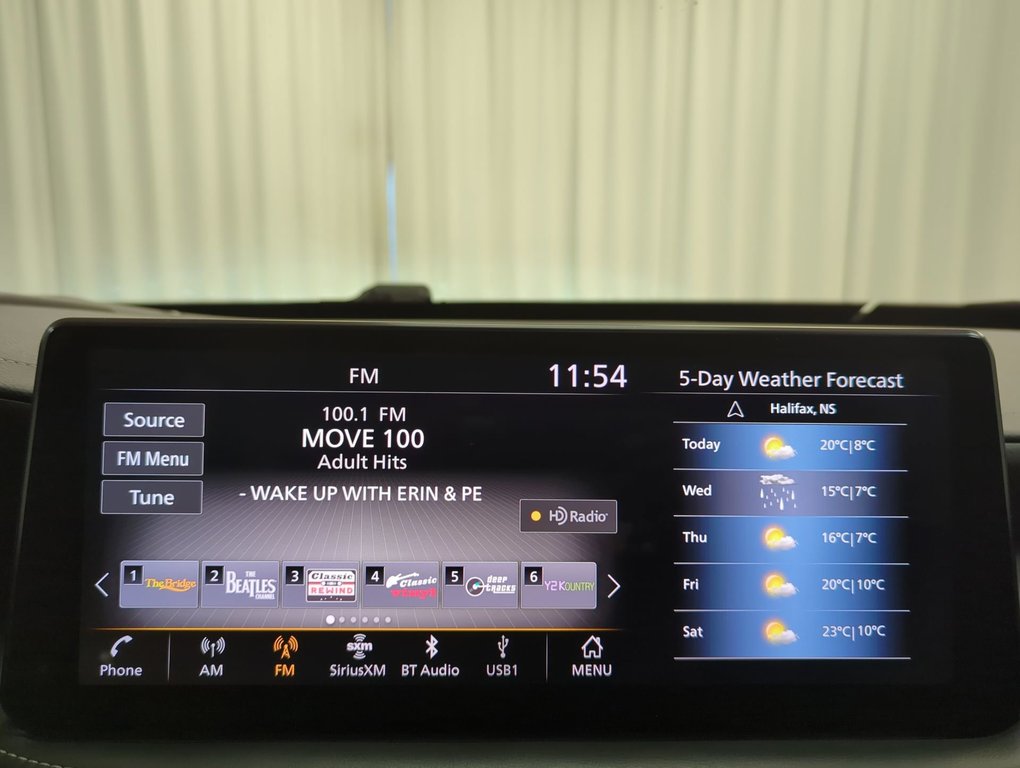 FM
11:54
Source
FM Menu
Tune
100.1 FM
MOVE 100
Adult Hits
- WAKE UP WITH ERIN & PE
HD Radio
1 The Bridge
2 THE BEATLES CHANNEL
3 Classic REWIND
4 Classic Vinyl
5 deep tracks
6 Y2KOUNTRY
Phone
AM
FM
sxm
SiriusXM
BT Audio
USB1
MENU
5-Day Weather Forecast
Halifax, NS
Today 20°C|8°C
Wed 15°C|7°C
Thu 16°C|7°C
Fri 20°C|10°C
Sat 23°C|10°C